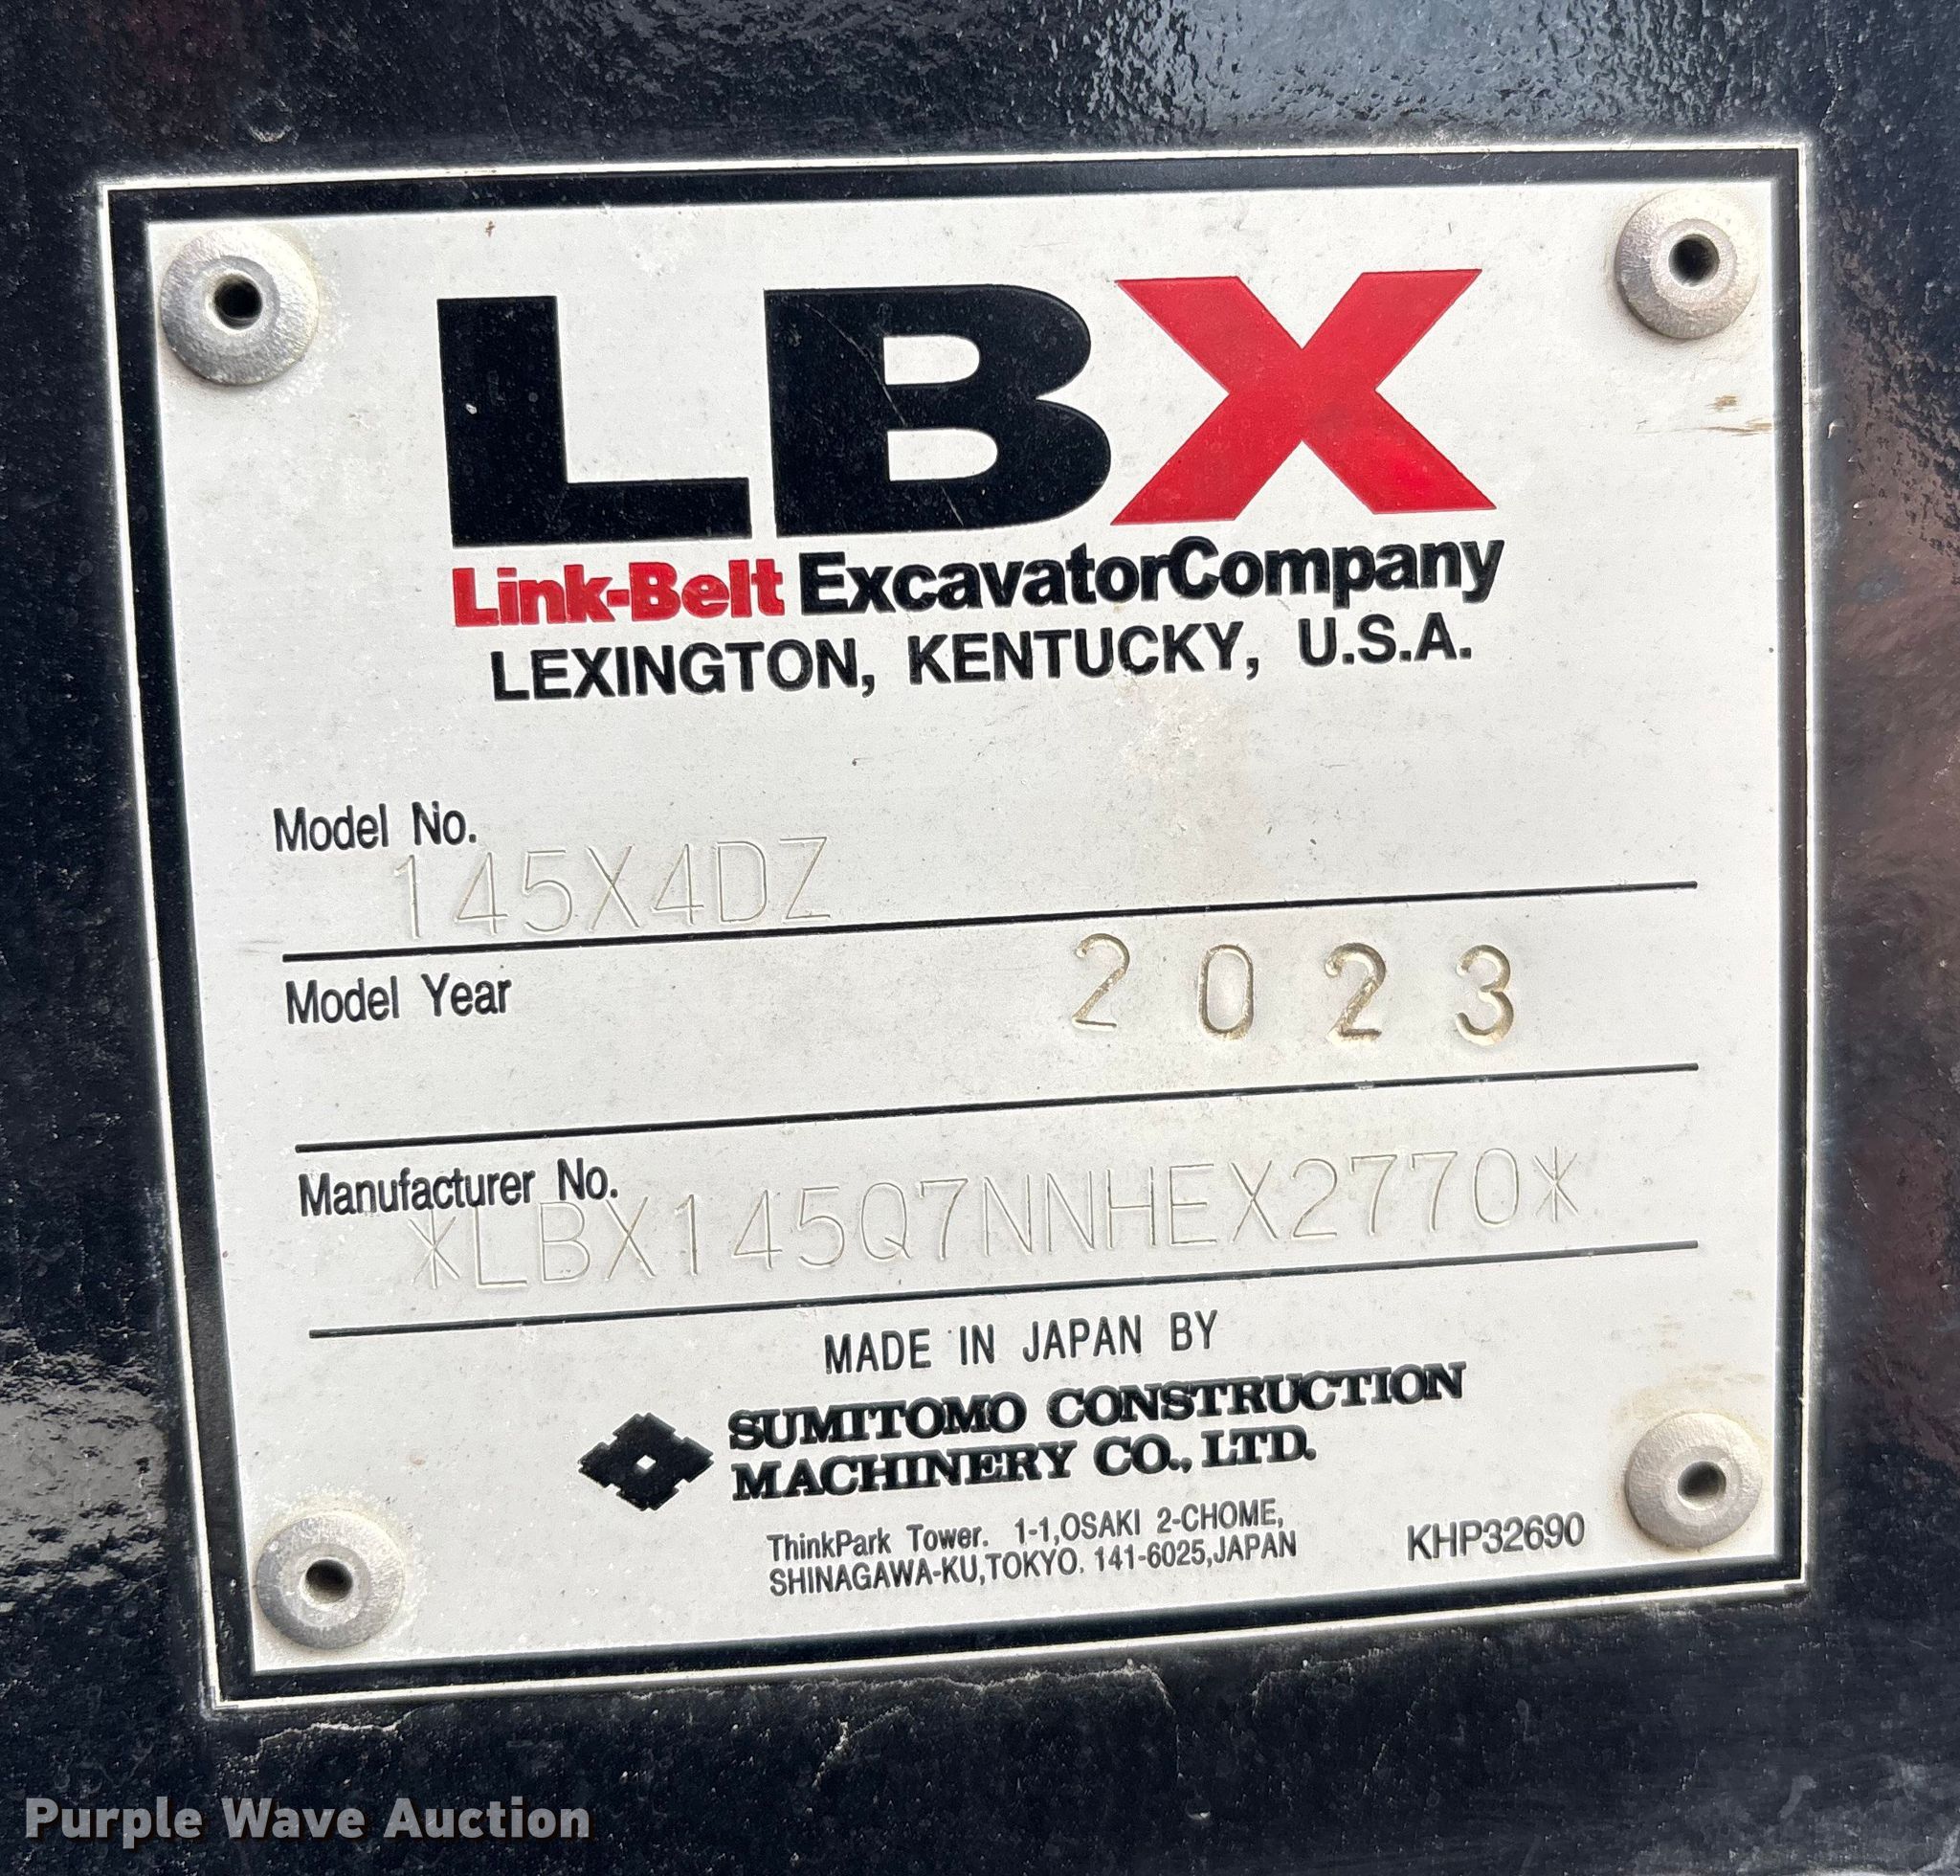 LBX
Link-Belt ExcavatorCompany
LEXINGTON, KENTUCKY, U.S.A.
Model No.
145X4DZ
Model Year
2023
Manufacturer No.
*LBX145Q7NNHEX2770*
MADE IN JAPAN BY
SUMITOMO CONSTRUCTION
MACHINERY CO., LTD.
ThinkPark Tower. 1-1,OSAKI 2-CHOME,
SHINAGAWA-KU,TOKYO. 141-6025,JAPAN
KHP32690
Purple Wave Auction